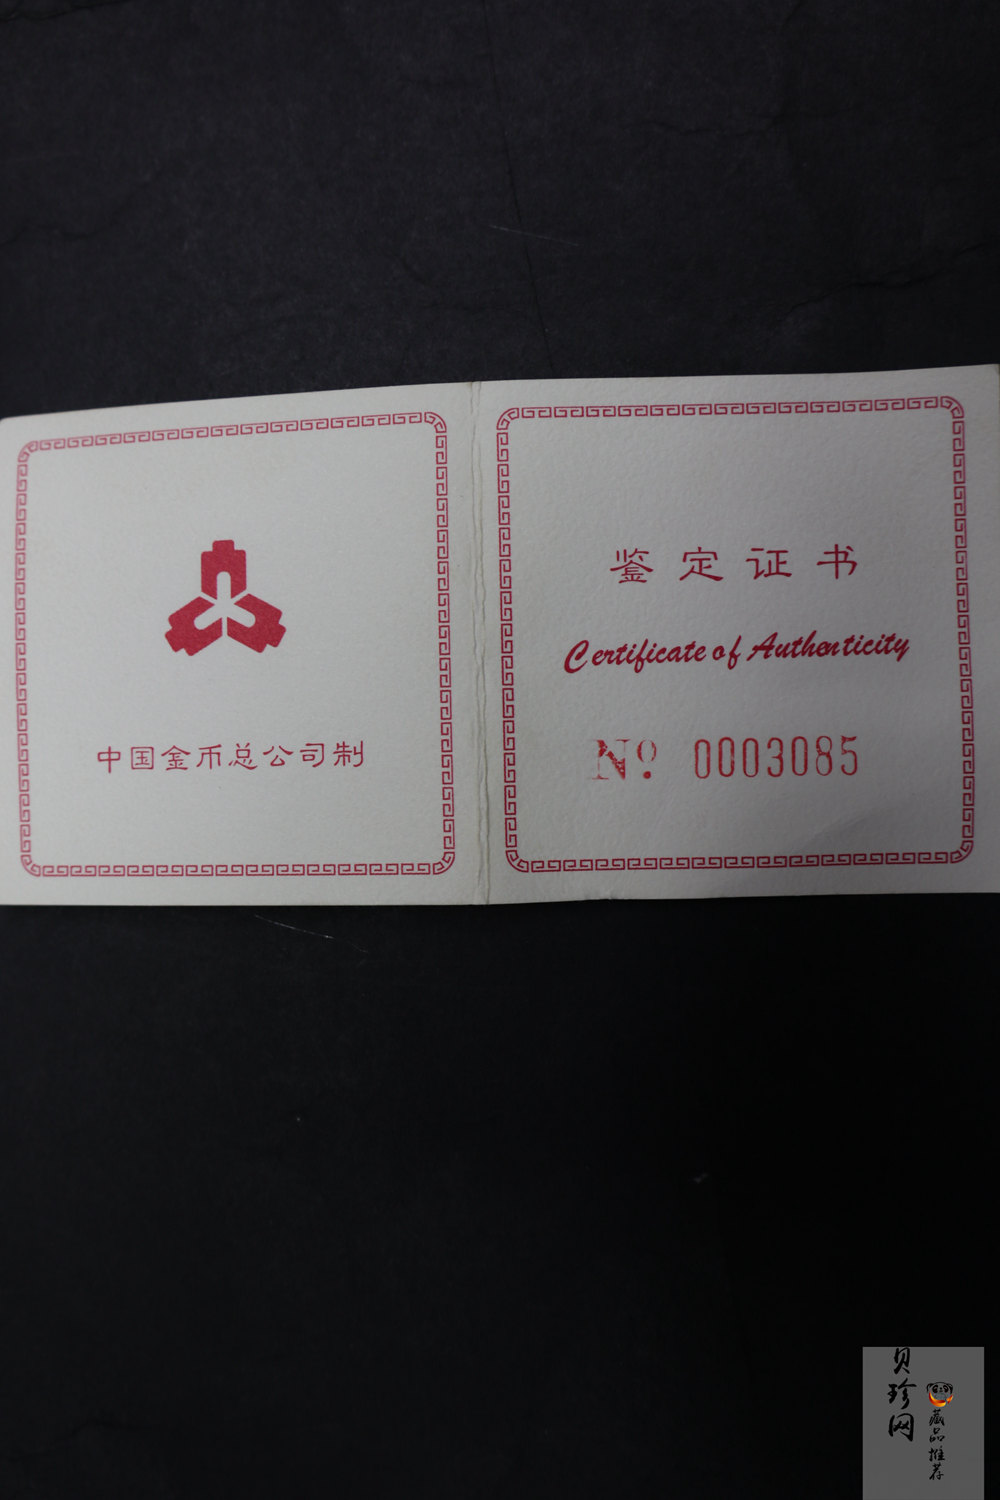 中国金币总公司制
鉴定证书
Certificate of Authenticity
Nº 0003085
贝珍网
藏品推荐